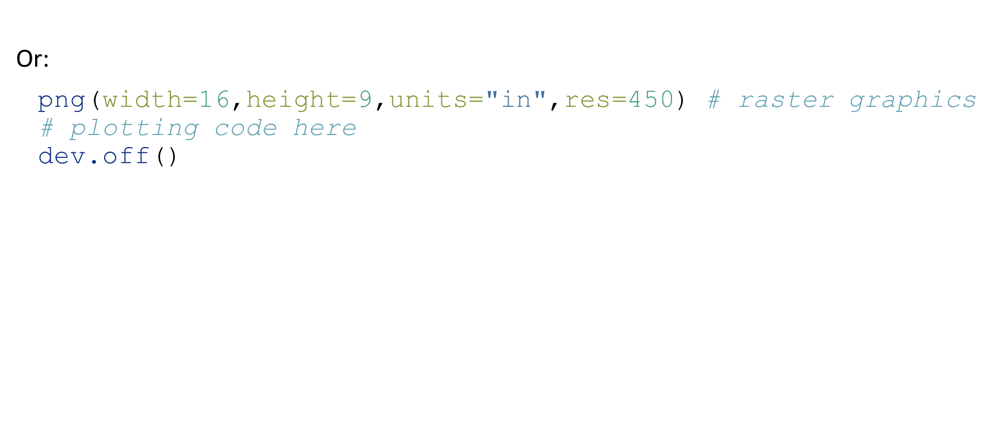 Or:
png(width=16,height=9,units="in",res=450) # raster graphics
# plotting code here
dev.off()